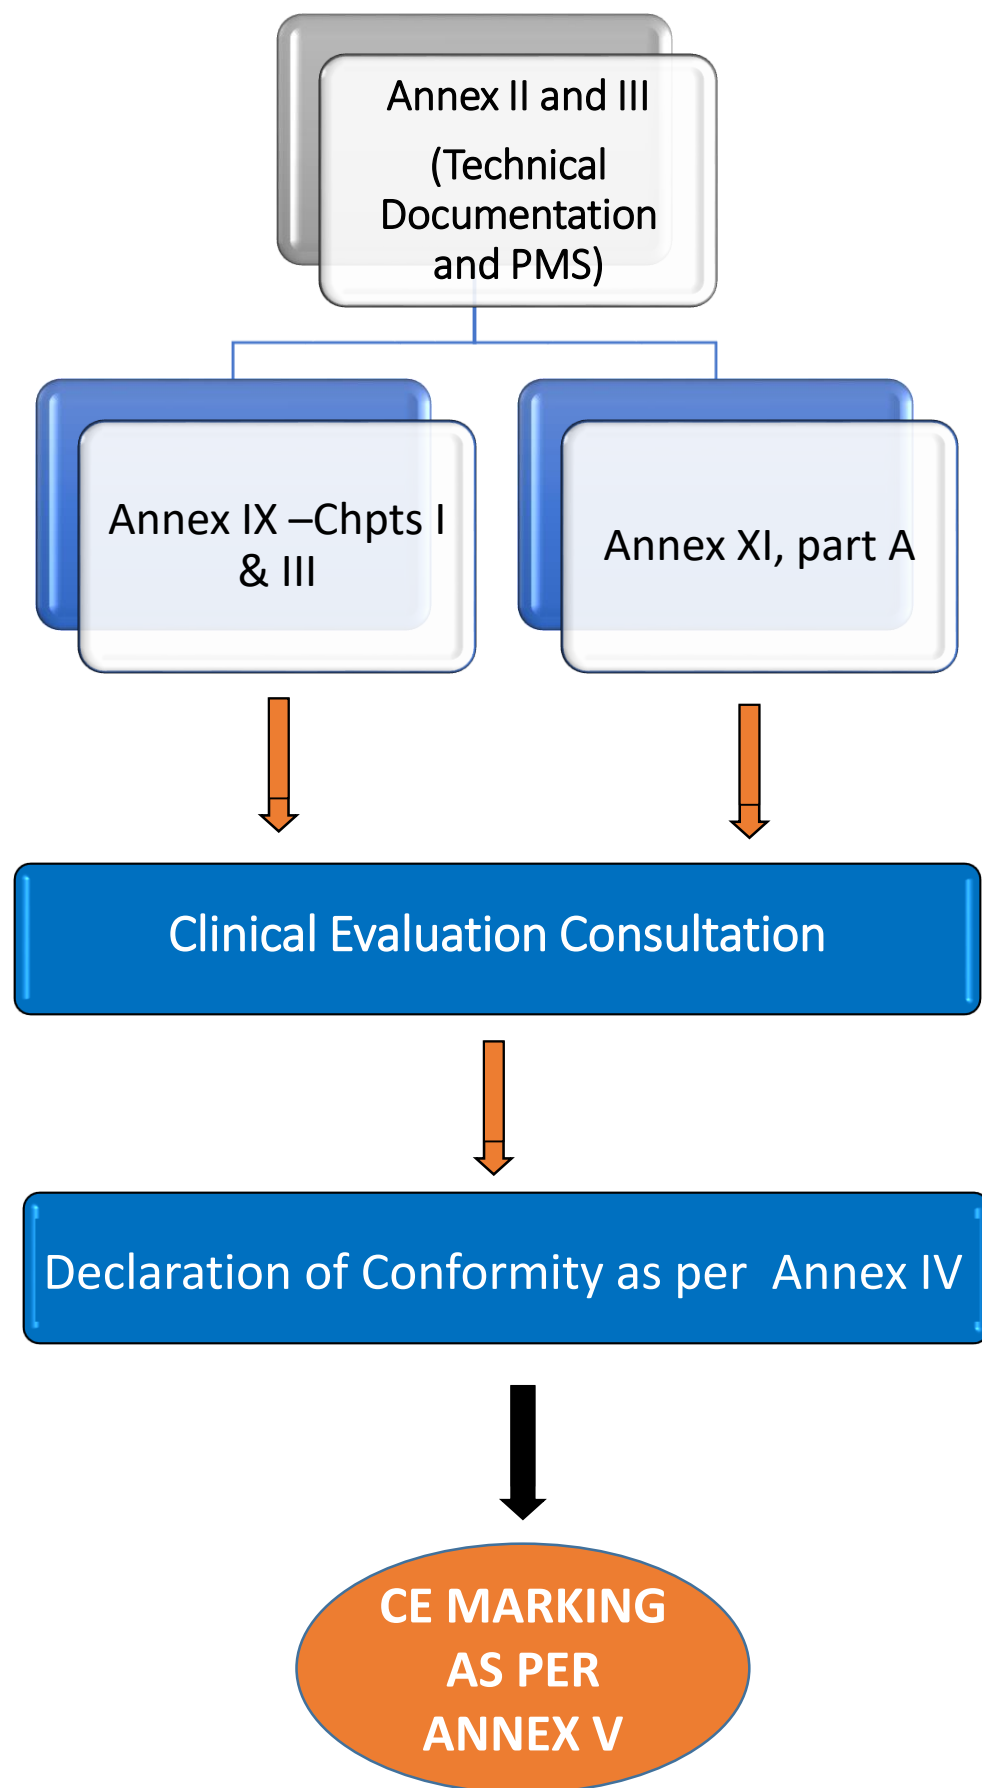 Annex II and III
(Technical
Documentation
and PMS)
Annex IX –Chpts I
& III
Annex XI, part A
Clinical Evaluation Consultation
Declaration of Conformity as per  Annex IV
CE MARKING
AS PER
ANNEX V